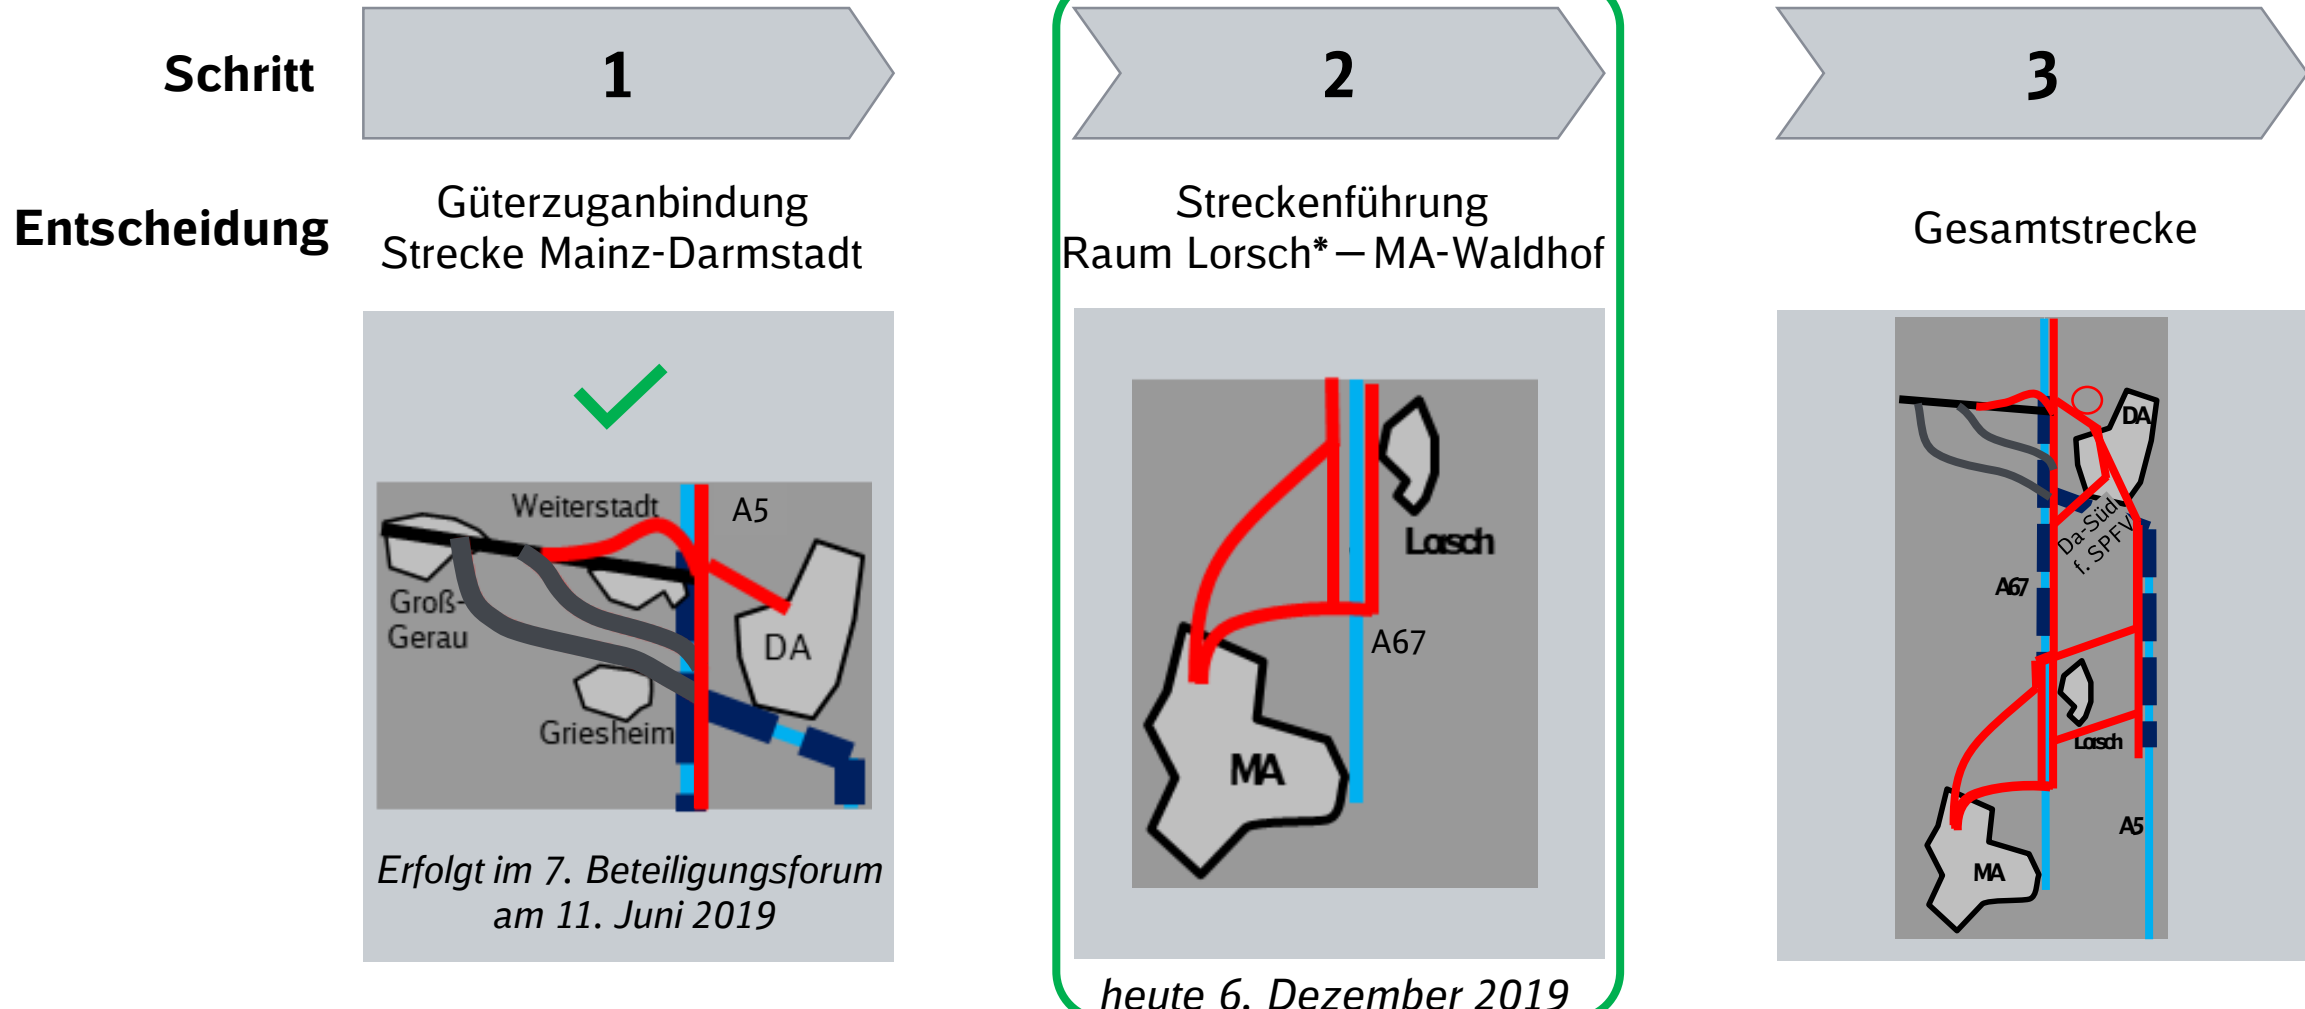 Schritt
1
2
3
Entscheidung
Güterzuganbindung
Strecke Mainz-Darmstadt
Streckenführung
Raum Lorsch* – MA-Waldhof
Gesamtstrecke
Weiterstadt
A5
Groß-
Gerau
DA
Griesheim
Erfolgt im 7. Beteiligungsforum
am 11. Juni 2019
Lorsch
A67
MA
heute 6. Dezember 2019
DA
Da-Süd
f. SPFV
A67
Lorsch
A5
MA